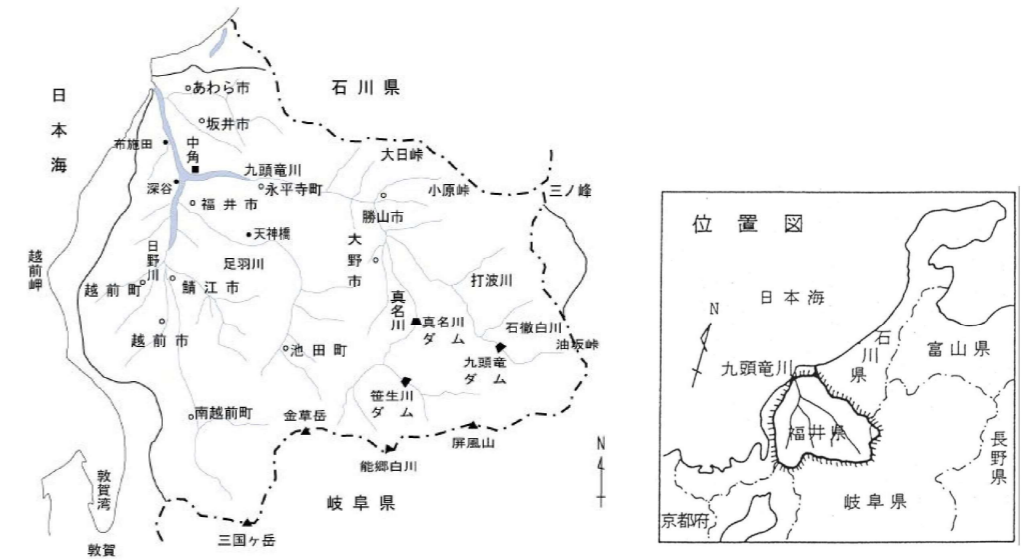 日本海
石川県
あわら市
坂井市
布施田
中角
九頭竜川
深谷
永平寺町
福井市
天神橋
大日峠
小原峠
三ノ峰
勝山市
大野市
越前岬
日野川
足羽川
越前町
鯖江市
越前市
打波川
真名川
真名川
ダム
石徹白川
油坂峠
九頭竜
ダム
池田町
笹生川
ダム
南越前町
金草岳
屏風山
能郷白川
岐阜県
敦賀湾
敦賀
三国ヶ岳
N
位置図
N
日本海
石川県
富山県
九頭竜川
福井県
長野県
岐阜県
京都府